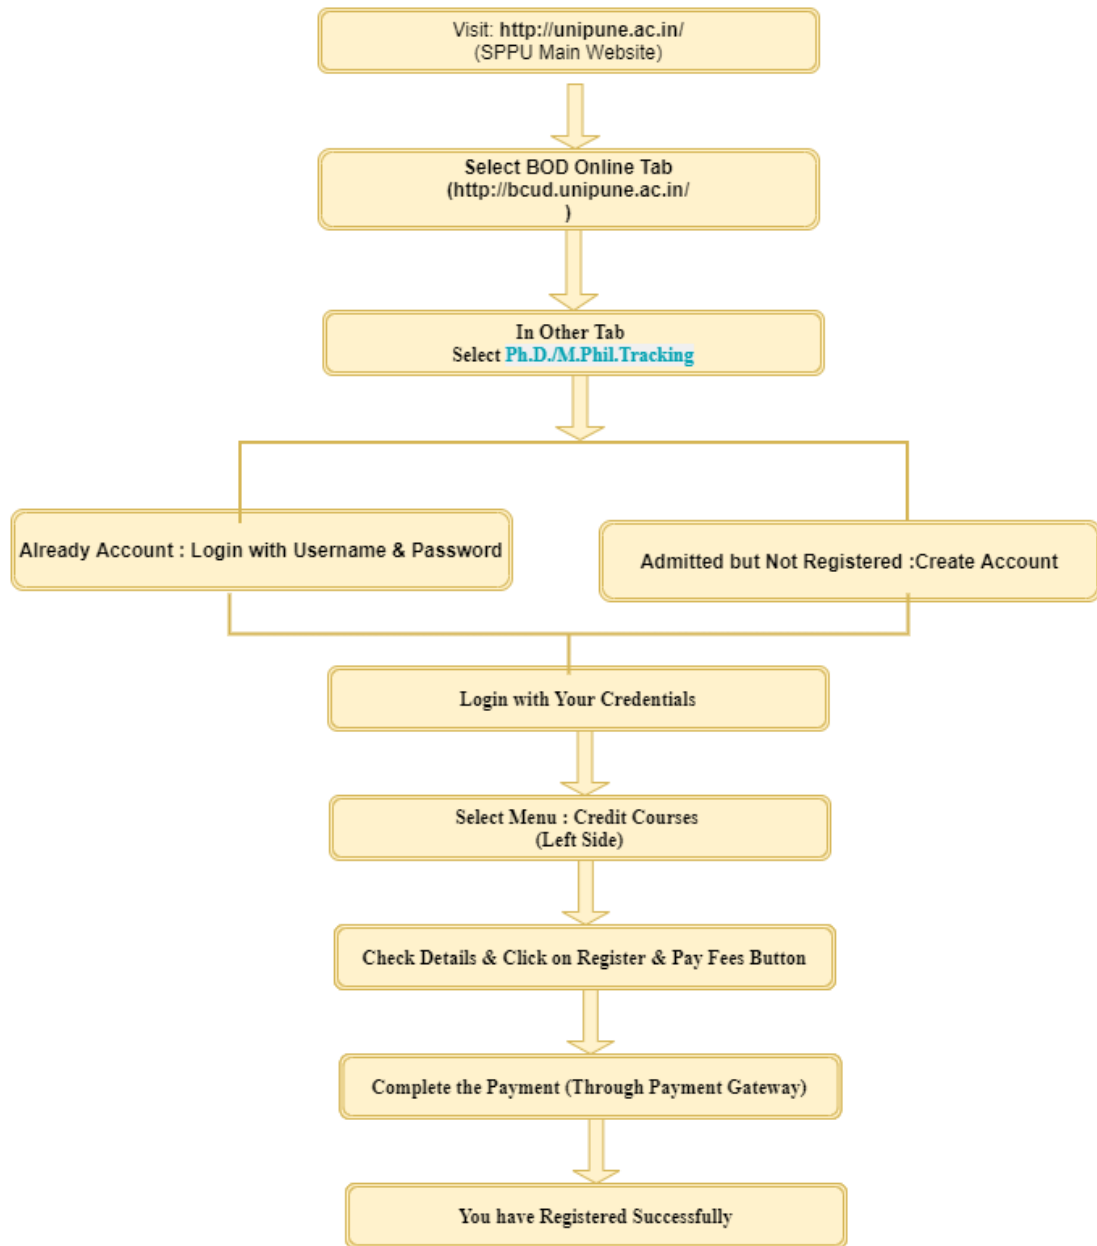 Visit: http://unipune.ac.in/
(SPPU Main Website)
Select BOD Online Tab
(http://bcud.unipune.ac.in/
)
In Other Tab
Select Ph.D./M.Phil.Tracking
Already Account : Login with Username & Password
Admitted but Not Registered :Create Account
Login with Your Credentials
Select Menu : Credit Courses
(Left Side)
Check Details & Click on Register & Pay Fees Button
Complete the Payment (Through Payment Gateway)
You have Registered Successfully